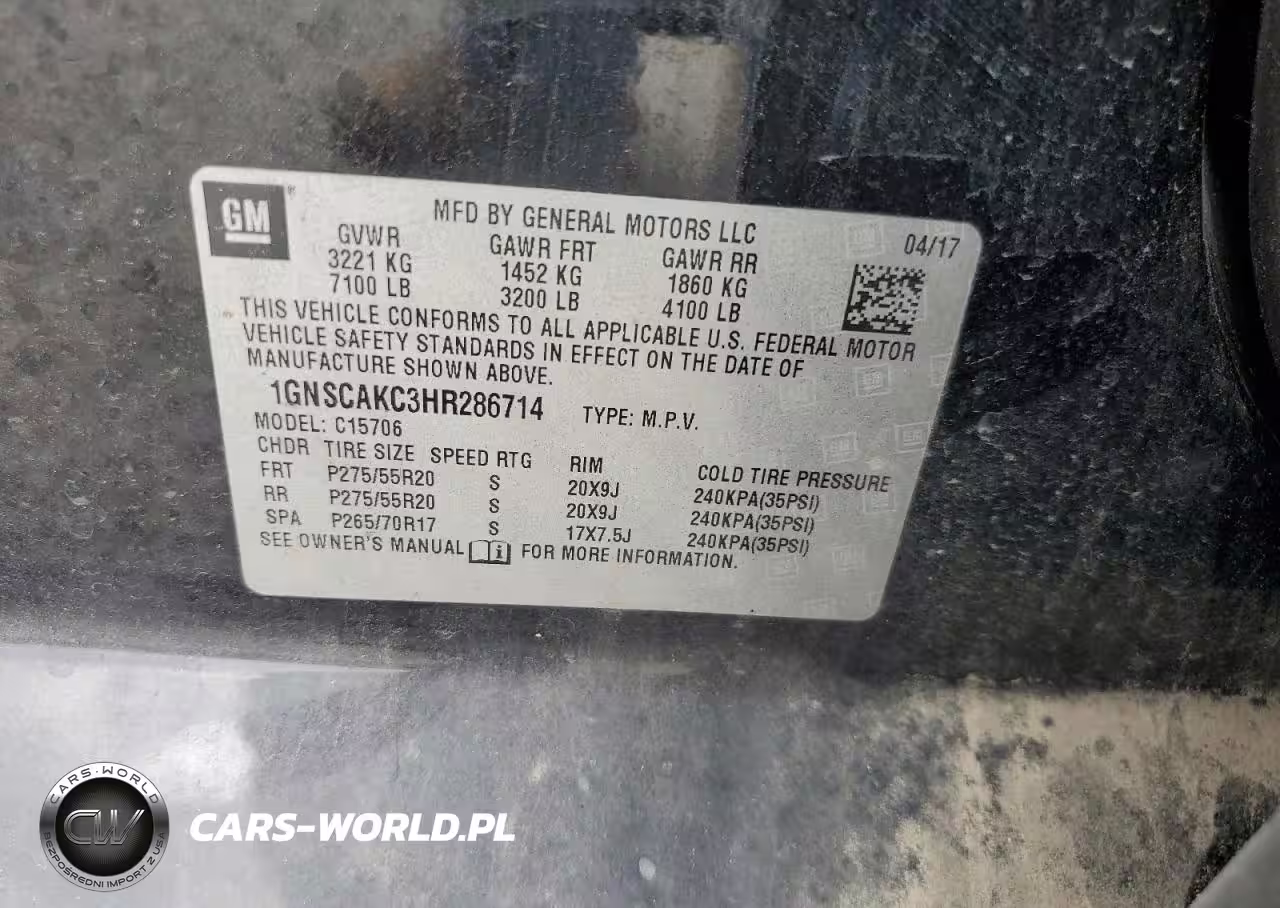 GM
MFD BY GENERAL MOTORS LLC
04/17
GVWR GAWR FRT GAWR RR
3221 KG 1452 KG 1860 KG
7100 LB 3200 LB 4100 LB
THIS VEHICLE CONFORMS TO ALL APPLICABLE U.S. FEDERAL MOTOR
VEHICLE SAFETY STANDARDS IN EFFECT ON THE DATE OF
MANUFACTURE SHOWN ABOVE.
1GNSCAKC3HR286714 TYPE: M.P.V.
MODEL: C15706
CHDR TIRE SIZE SPEED RTG RIM COLD TIRE PRESSURE
FRT P275/55R20 S 20X9J 240KPA(35PSI)
RR P275/55R20 S 20X9J 240KPA(35PSI)
SPA P265/70R17 S 17X7.5J 240KPA(35PSI)
SEE OWNER'S MANUAL FOR MORE INFORMATION.
CARS-WORLD
CW
BEZPOŚREDNI IMPORT Z USA
CARS-WORLD.PL